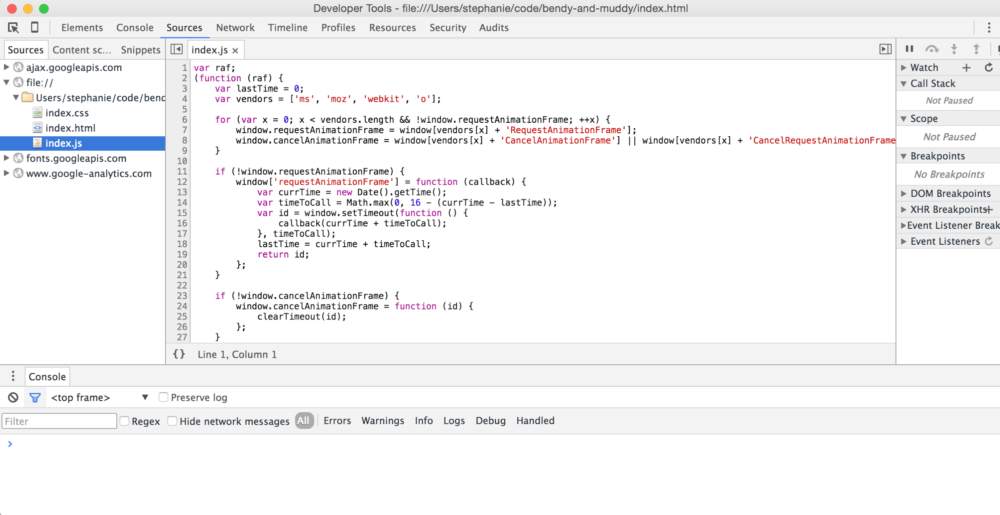 Developer Tools - file:///Users/stephanie/code/bendy-and-muddy/index.html
Elements Console Sources Network Timeline Profiles Resources Security Audits
Sources Content sc... Snippets
ajax.googleapis.com
file://
Users/stephanie/code/bend
index.css
index.html
index.js
fonts.googleapis.com
www.google-analytics.com
index.js ×
1 var raf;
2 (function (raf) {
3     var lastTime = 0;
4     var vendors = ['ms', 'moz', 'webkit', 'o'];
5
6     for (var x = 0; x < vendors.length && !window.requestAnimationFrame; ++x) {
7         window.requestAnimationFrame = window[vendors[x] + 'RequestAnimationFrame'];
8         window.cancelAnimationFrame = window[vendors[x] + 'CancelAnimationFrame'] || window[vendors[x] + 'CancelRequestAnimationFrame
9     }
10
11     if (!window.requestAnimationFrame) {
12         window['requestAnimationFrame'] = function (callback) {
13             var currTime = new Date().getTime();
14             var timeToCall = Math.max(0, 16 - (currTime - lastTime));
15             var id = window.setTimeout(function () {
16                 callback(currTime + timeToCall);
17             }, timeToCall);
18             lastTime = currTime + timeToCall;
19             return id;
20         };
21     }
22
23     if (!window.cancelAnimationFrame) {
24         window.cancelAnimationFrame = function (id) {
25             clearTimeout(id);
26         };
27     }
{} Line 1, Column 1
Watch
Call Stack
Not Paused
Scope
Not Paused
Breakpoints
No Breakpoints
DOM Breakpoints
XHR Breakpoints
Event Listener Break
Event Listeners
Console
<top frame> Preserve log
Filter Regex Hide network messages All Errors Warnings Info Logs Debug Handled
>